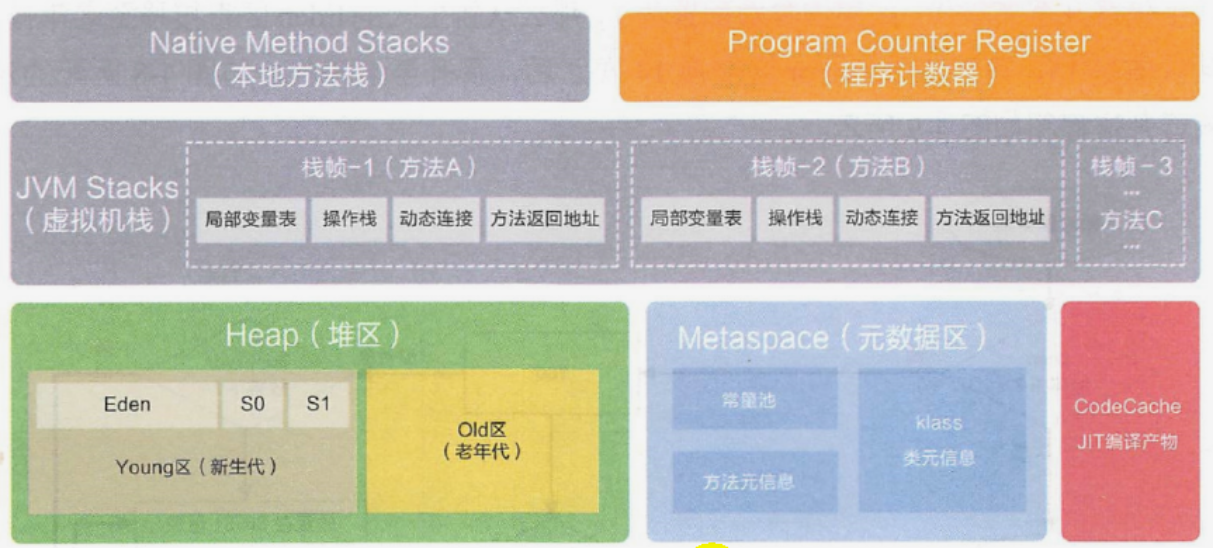 Native Method Stacks
（本地方法栈）
Program Counter Register
（程序计数器）
JVM Stacks
（虚拟机栈）
栈帧-1（方法A）
局部变量表
操作栈
动态连接
方法返回地址
栈帧-2（方法B）
局部变量表
操作栈
动态连接
方法返回地址
栈帧-3
...
方法C
...
Heap（堆区）
Eden
S0
S1
Young区（新生代）
Old区
（老年代）
Metaspace（元数据区）
常量池
方法元信息
klass
类元信息
CodeCache
JIT编译产物